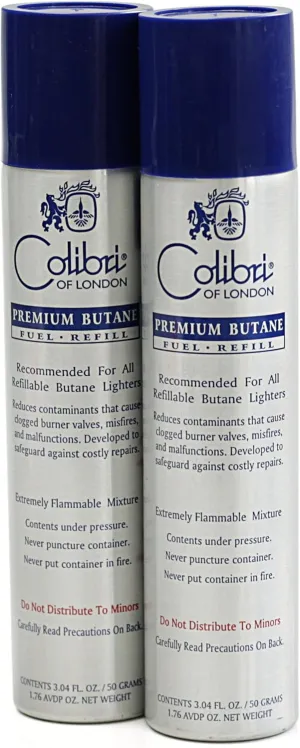 Colibri®
OF LONDON
PREMIUM BUTANE
FUEL • REFILL
Recommended For All
Refillable Butane Lighters
Reduces contaminants that cause
clogged burner valves, misfires,
and malfunctions. Developed to
safeguard against costly repairs.
Extremely Flammable Mixture
Contents under pressure.
Never puncture container.
Never put container in fire.
Do Not Distribute To Minors
Carefully Read Precautions On Back.
CONTENTS 3.04 FL. OZ. / 50 GRAMS
1.76 AVDP OZ. NET WEIGHT
Colibri®
OF LONDON
PREMIUM BUTANE
FUEL • REFILL
Recommended For All
Refillable Butane Lighters
Reduces contaminants that cause
clogged burner valves, misfires,
and malfunctions. Developed to
safeguard against costly repairs.
Extremely Flammable Mixture
Contents under pressure.
Never puncture container.
Never put container in fire.
Do Not Distribute To Minors
Carefully Read Precautions On Back.
CONTENTS 3.04 FL. OZ. / 50 GRAMS
1.76 AVDP OZ. NET WEIGHT